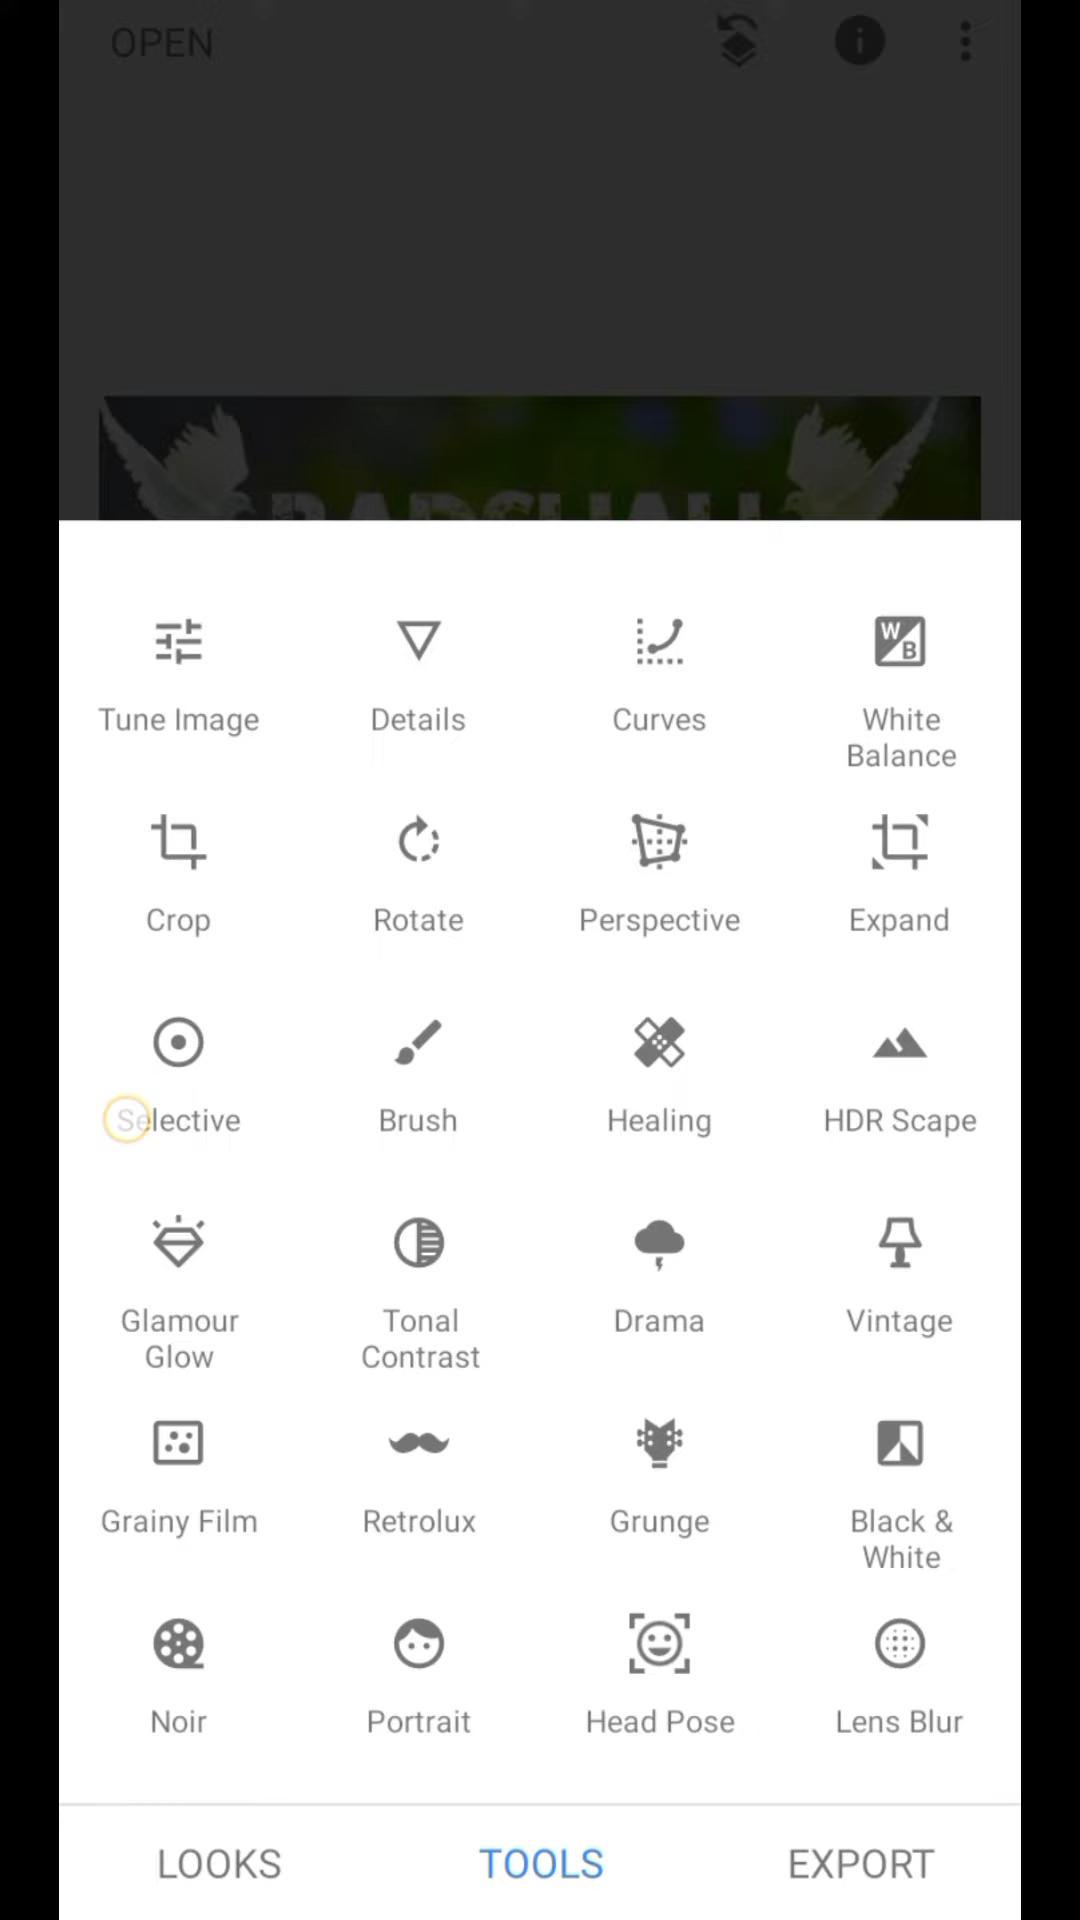 OPEN
BADSHAH
Tune Image
Details
Curves
White
Balance
Crop
Rotate
Perspective
Expand
Selective
Brush
Healing
HDR Scape
Glamour
Glow
Tonal
Contrast
Drama
Vintage
Grainy Film
Retrolux
Grunge
Black &
White
Noir
Portrait
Head Pose
Lens Blur
LOOKS
TOOLS
EXPORT